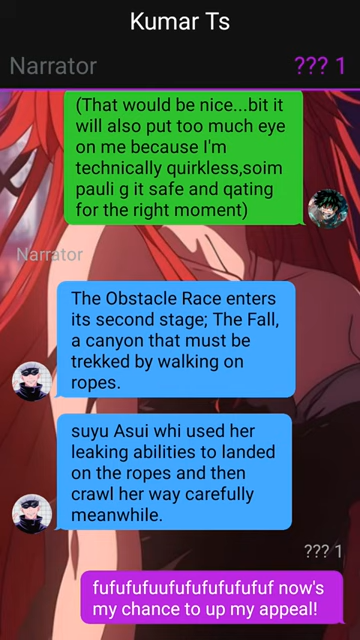 Kumar Ts
Narrator
??? 1
(That would be nice...bit it
will also put too much eye
on me because I'm
technically quirkless,soim
pauli g it safe and qating
for the right moment)
Narrator
The Obstacle Race enters
its second stage; The Fall,
a canyon that must be
trekked by walking on
ropes.
suyu Asui whi used her
leaking abilities to landed
on the ropes and then
crawl her way carefully
meanwhile.
??? 1
fufufufuufufufufufufuf now's
my chance to up my appeal!